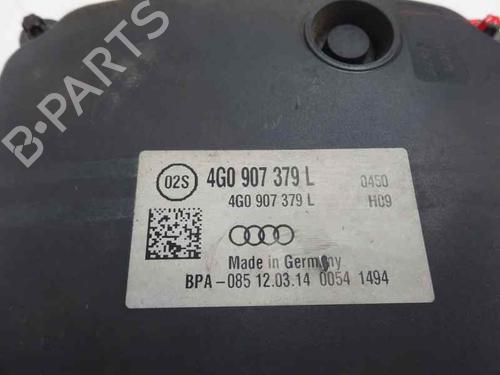 02S 4G0 907 379 L 0450
4G0 907 379 L H09
Made in Germany
BPA-085 12.03.14 0054 1494
B-PARTS